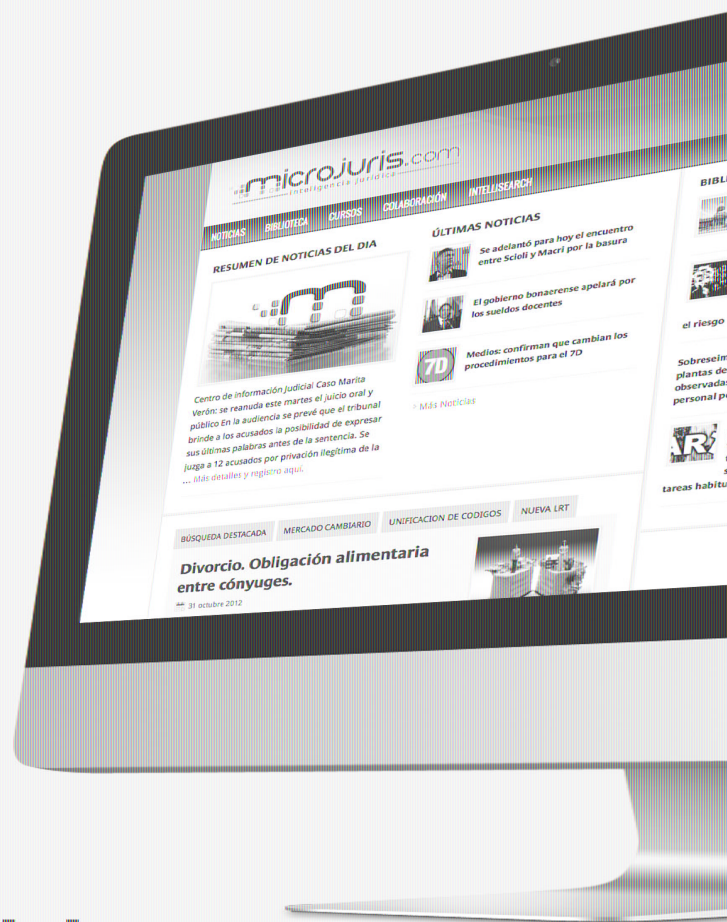 microjuris.com
inteligencia jurídica
NOTICIAS BIBLIOTECA CURSOS COLABORACIÓN INTELLISEARCH
RESUMEN DE NOTICIAS DEL DIA
Centro de Información Judicial Caso Marita
Verón: se reanuda este martes el juicio oral y
público En la audiencia se prevé que el tribunal
brinde a los acusados la posibilidad de expresar
sus últimas palabras antes de la sentencia. Se
juzga a 12 acusados por privación ilegítima de la
... Más detalles y registro aquí.
ÚLTIMAS NOTICIAS
Se adelantó para hoy el encuentro
entre Scioli y Macri por la basura
El gobierno bonaerense apelará por
los sueldos docentes
7D
Medios: confirman que cambian los
procedimientos para el 7D
Más Noticias
BIBL
el riesgo
Sobreseim
plantas de
observadas
personal p
AR
tareas habitu
BÚSQUEDA DESTACADA MERCADO CAMBIARIO UNIFICACION DE CODIGOS NUEVA LRT
Divorcio. Obligación alimentaria
entre cónyuges.
31 octubre 2012